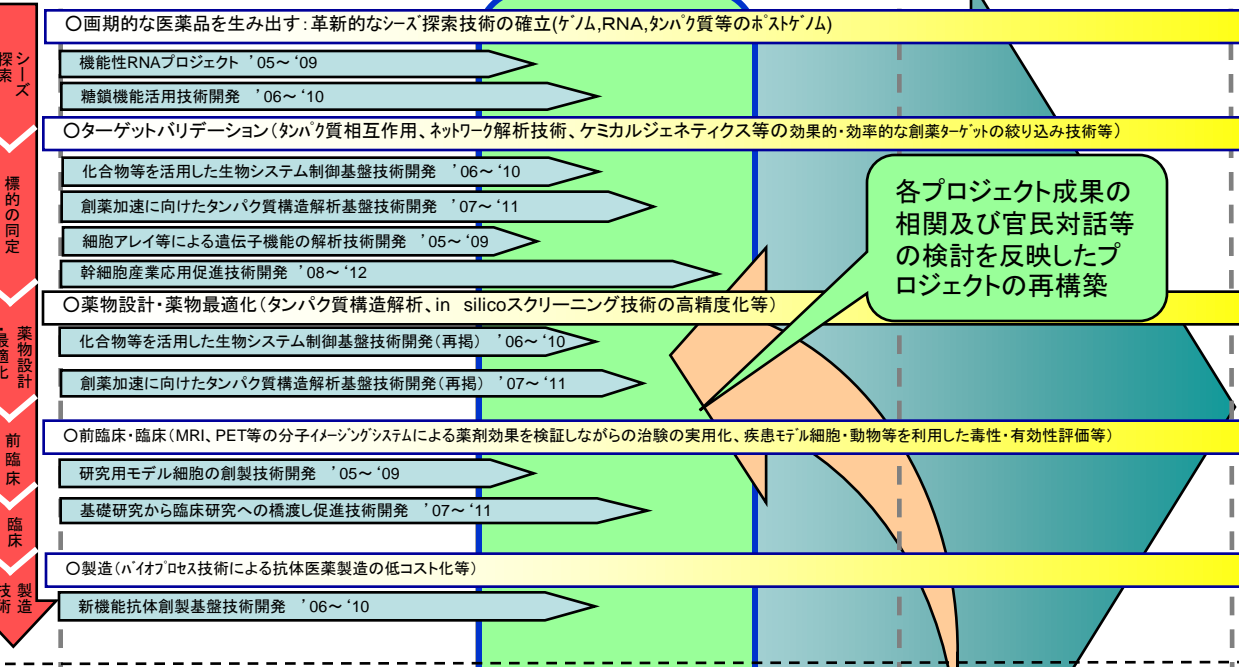 〇画期的な医薬品を生み出す:革新的なシーズ探索技術の確立(ゲノム,RNA,タンパク質等のポストゲノム)
シーズ
探索
機能性RNAプロジェクト ’05～‘09
糖鎖機能活用技術開発 ’06～‘10
〇ターゲットバリデーション(タンパク質相互作用、ネットワーク解析技術、ケミカルジェネティクス等の効果的・効率的な創薬ターゲットの絞り込み技術等)
標的の同定
化合物等を活用した生物システム制御基盤技術開発 ’06～‘10
創薬加速に向けたタンパク質構造解析基盤技術開発 ’07～‘11
細胞アレイ等による遺伝子機能の解析技術開発 ’05～‘09
幹細胞産業応用促進技術開発 ’08～‘12
各プロジェクト成果の
相関及び官民対話等
の検討を反映したプ
ロジェクトの再構築
〇薬物設計・薬物最適化(タンパク質構造解析、in silicoスクリーニング技術の高精度化等)
薬物設計
・最適化
化合物等を活用した生物システム制御基盤技術開発(再掲) ’06～‘10
創薬加速に向けたタンパク質構造解析基盤技術開発(再掲) ’07～‘11
〇前臨床・臨床(MRI、PET等の分子イメージングシステムによる薬剤効果を検証しながらの治験の実用化、疾患モデル細胞・動物等を利用した毒性・有効性評価等)
前臨床
研究用モデル細胞の創製技術開発 ’05～‘09
基礎研究から臨床研究への橋渡し促進技術開発 ’07～‘11
臨床
〇製造(バイオプロセス技術による抗体医薬製造の低コスト化等)
製造
技術
新機能抗体創製基盤技術開発 ’06～‘10